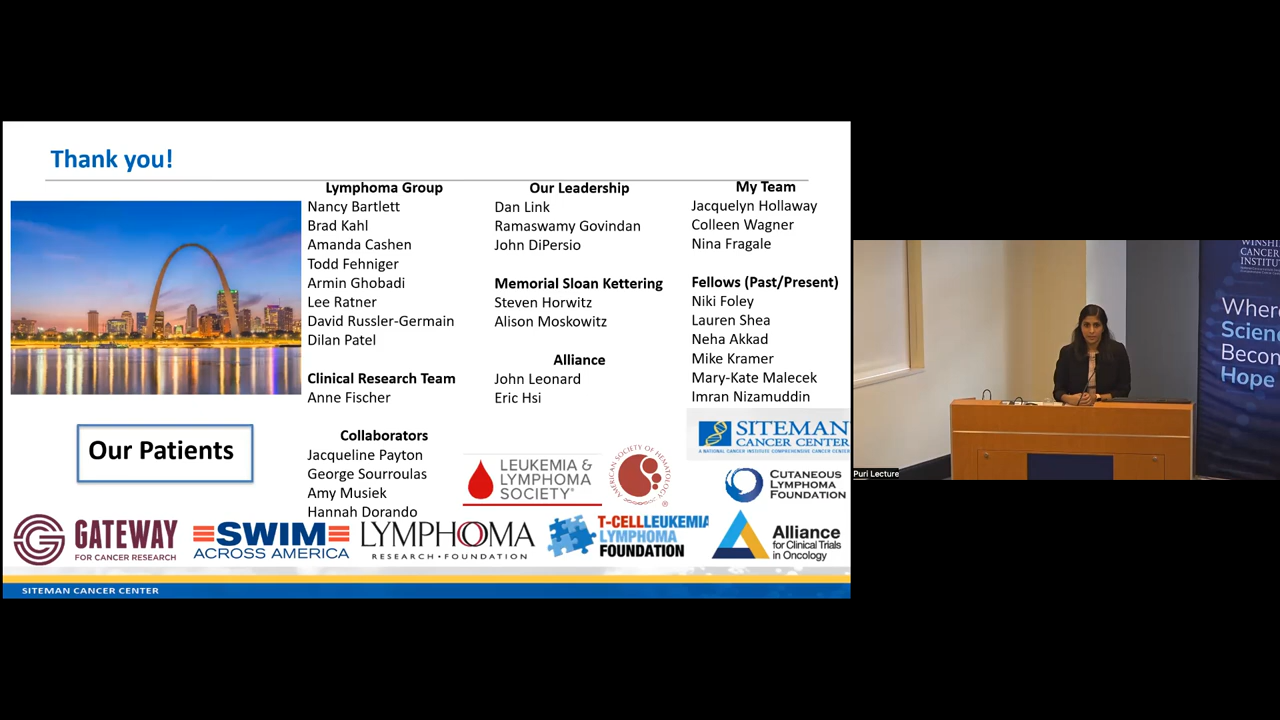 Thank you!
Lymphoma Group
Nancy Bartlett
Brad Kahl
Amanda Cashen
Todd Fehniger
Armin Ghobadi
Lee Ratner
David Russler-Germain
Dilan Patel
Clinical Research Team
Anne Fischer
Collaborators
Jacqueline Payton
George Sourroulas
Amy Musiek
Hannah Dorando
Our Leadership
Dan Link
Ramaswamy Govindan
John DiPersio
Memorial Sloan Kettering
Steven Horwitz
Alison Moskowitz
Alliance
John Leonard
Eric Hsi
My Team
Jacquelyn Hollaway
Colleen Wagner
Nina Fragale
Fellows (Past/Present)
Niki Foley
Lauren Shea
Neha Akkad
Mike Kramer
Mary-Kate Malecek
Imran Nizamuddin
Our Patients
SITEMAN
CANCER CENTER
A NATIONAL CANCER INSTITUTE COMPREHENSIVE CANCER CENTER
LEUKEMIA &
LYMPHOMA
SOCIETY®
AMERICAN SOCIETY OF HEMATOLOGY
®
CUTANEOUS
LYMPHOMA
FOUNDATION
GATEWAY
FOR CANCER RESEARCH
SWIM
ACROSS AMERICA
LYMPHOMA
RESEARCH • FOUNDATION
T-CELL LEUKEMIA
LYMPHOMA
FOUNDATION
Alliance
for Clinical Trials
in Oncology
SITEMAN CANCER CENTER
WINSHIP
CANCER
INSTITU
Where
Scien
Becom
Hope
Puri Lecture